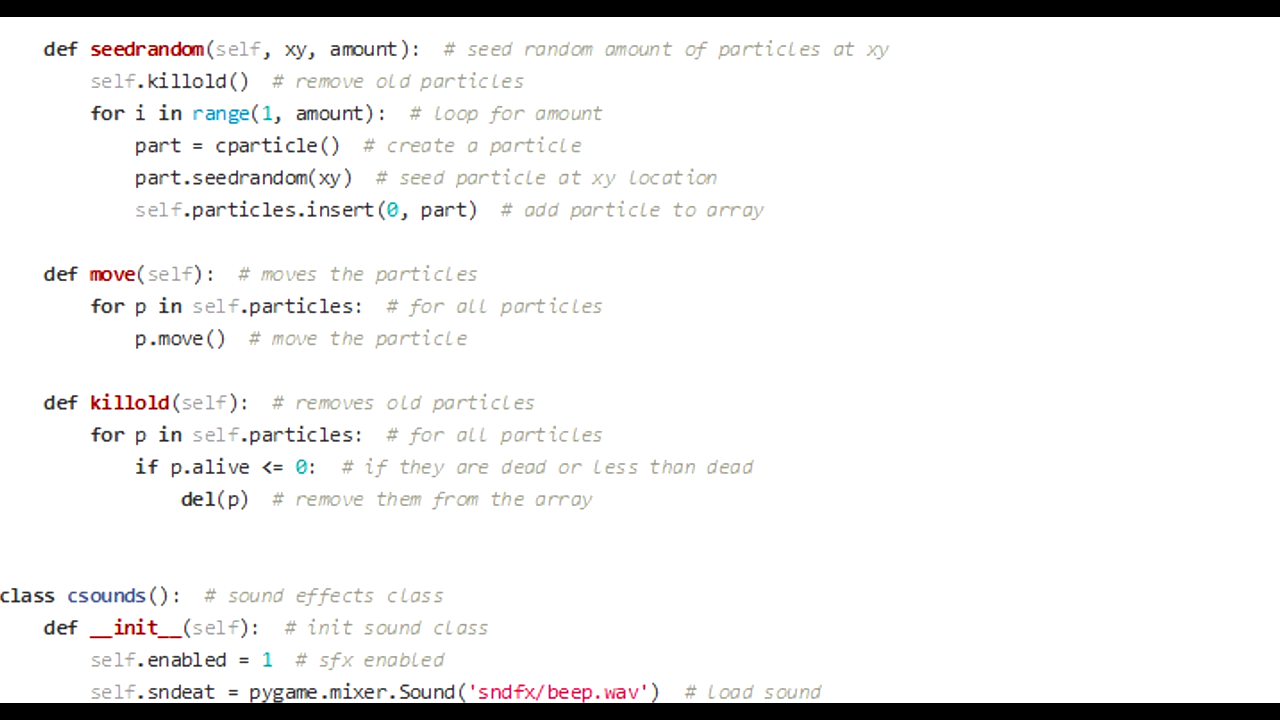 def seedrandom(self, xy, amount):  # seed random amount of particles at xy
self.killold()  # remove old particles
for i in range(1, amount):  # loop for amount
part = cparticle()  # create a particle
part.seedrandom(xy)  # seed particle at xy location
self.particles.insert(0, part)  # add particle to array
def move(self):  # moves the particles
for p in self.particles:  # for all particles
p.move()  # move the particle
def killold(self):  # removes old particles
for p in self.particles:  # for all particles
if p.alive <= 0:  # if they are dead or less than dead
del(p)  # remove them from the array
class csounds():  # sound effects class
def __init__(self):  # init sound class
self.enabled = 1  # sfx enabled
self.sndeat = pygame.mixer.Sound('sndfx/beep.wav')  # load sound